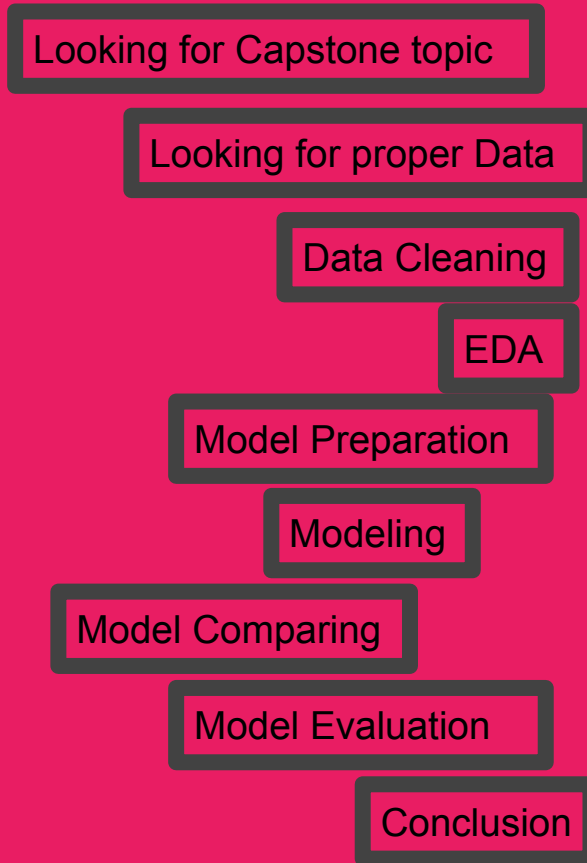 Looking for Capstone topic
Looking for proper Data
Data Cleaning
EDA
Model Preparation
Modeling
Model Comparing
Model Evaluation
Conclusion